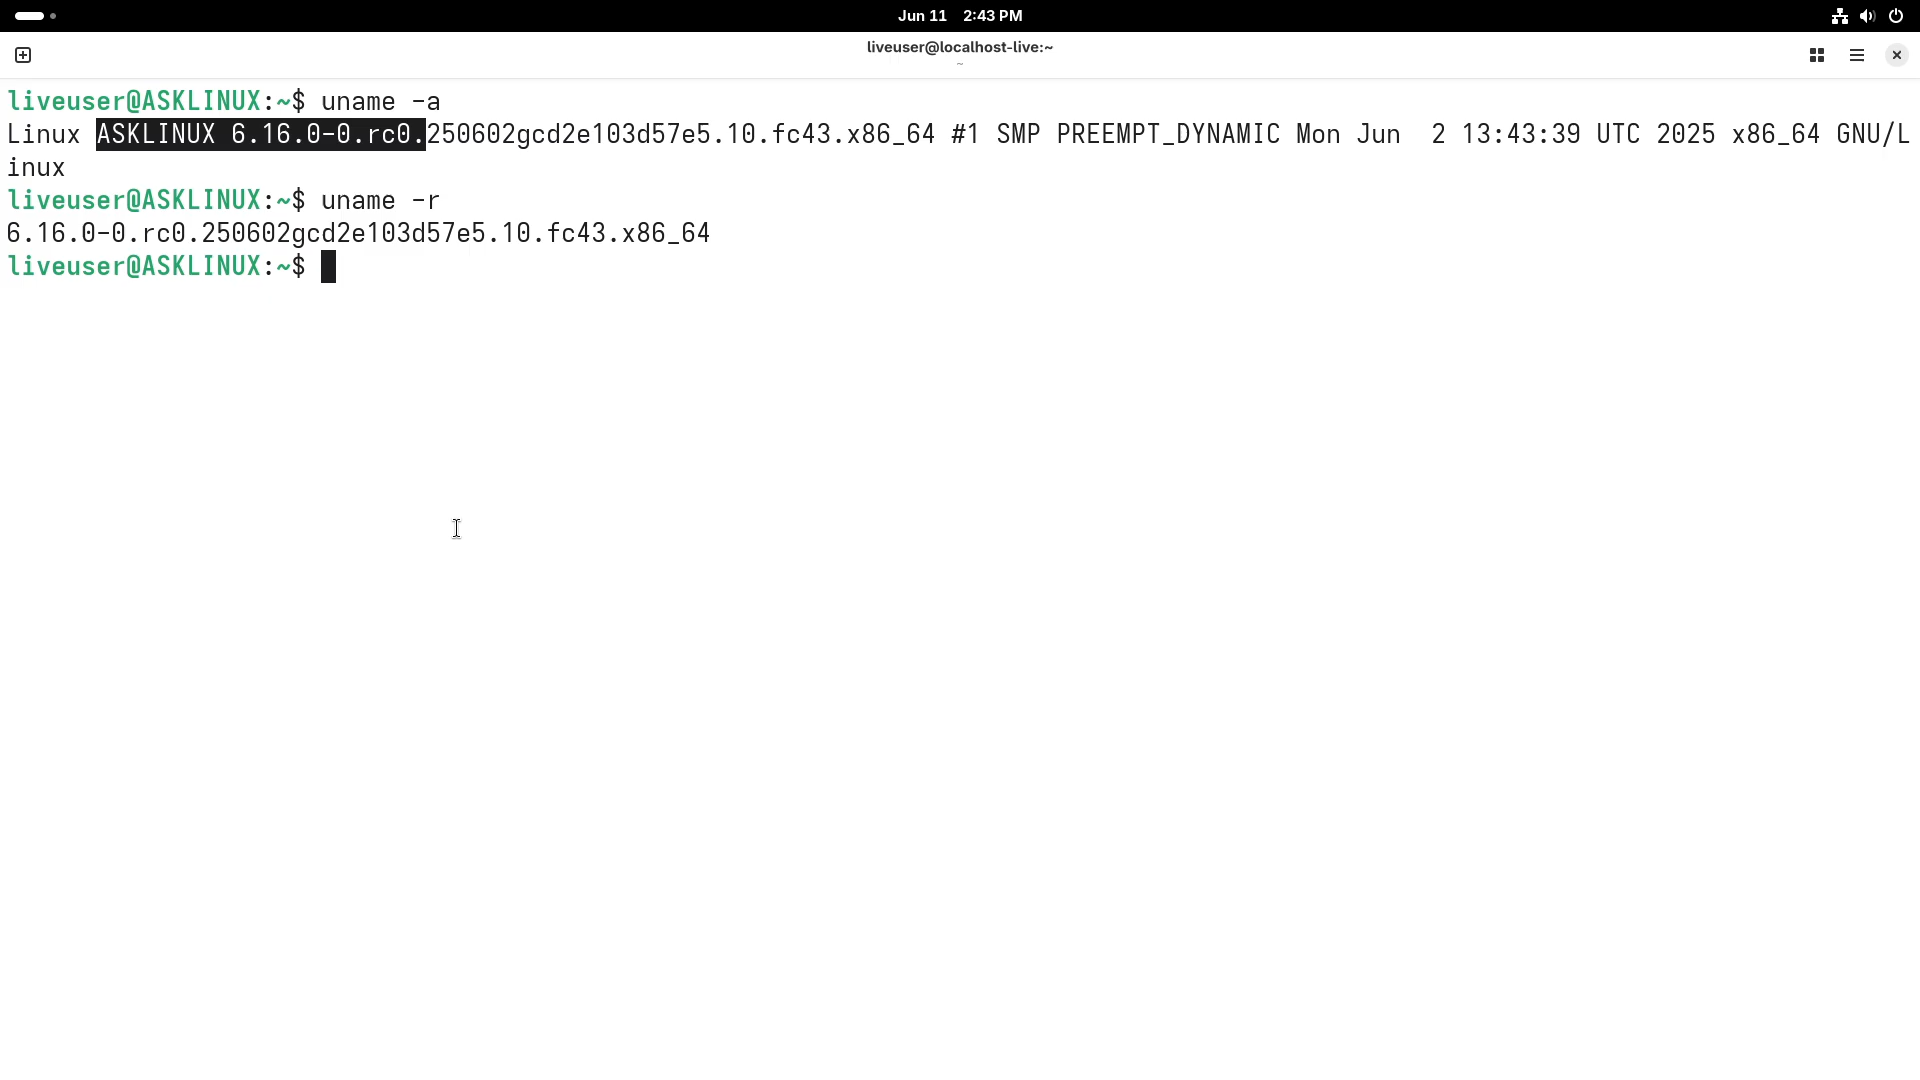 Jun 11 2:43 PM
liveuser@localhost-live:~
~
liveuser@ASKLINUX:~$ uname -a
Linux ASKLINUX 6.16.0-0.rc0.250602gcd2e103d57e5.10.fc43.x86_64 #1 SMP PREEMPT_DYNAMIC Mon Jun  2 13:43:39 UTC 2025 x86_64 GNU/L
inux
liveuser@ASKLINUX:~$ uname -r
6.16.0-0.rc0.250602gcd2e103d57e5.10.fc43.x86_64
liveuser@ASKLINUX:~$